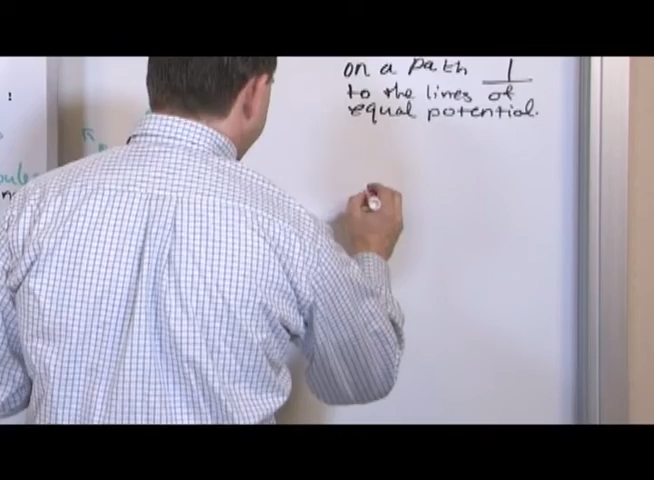 on a path ⊥
to the lines of
equal potential.
!